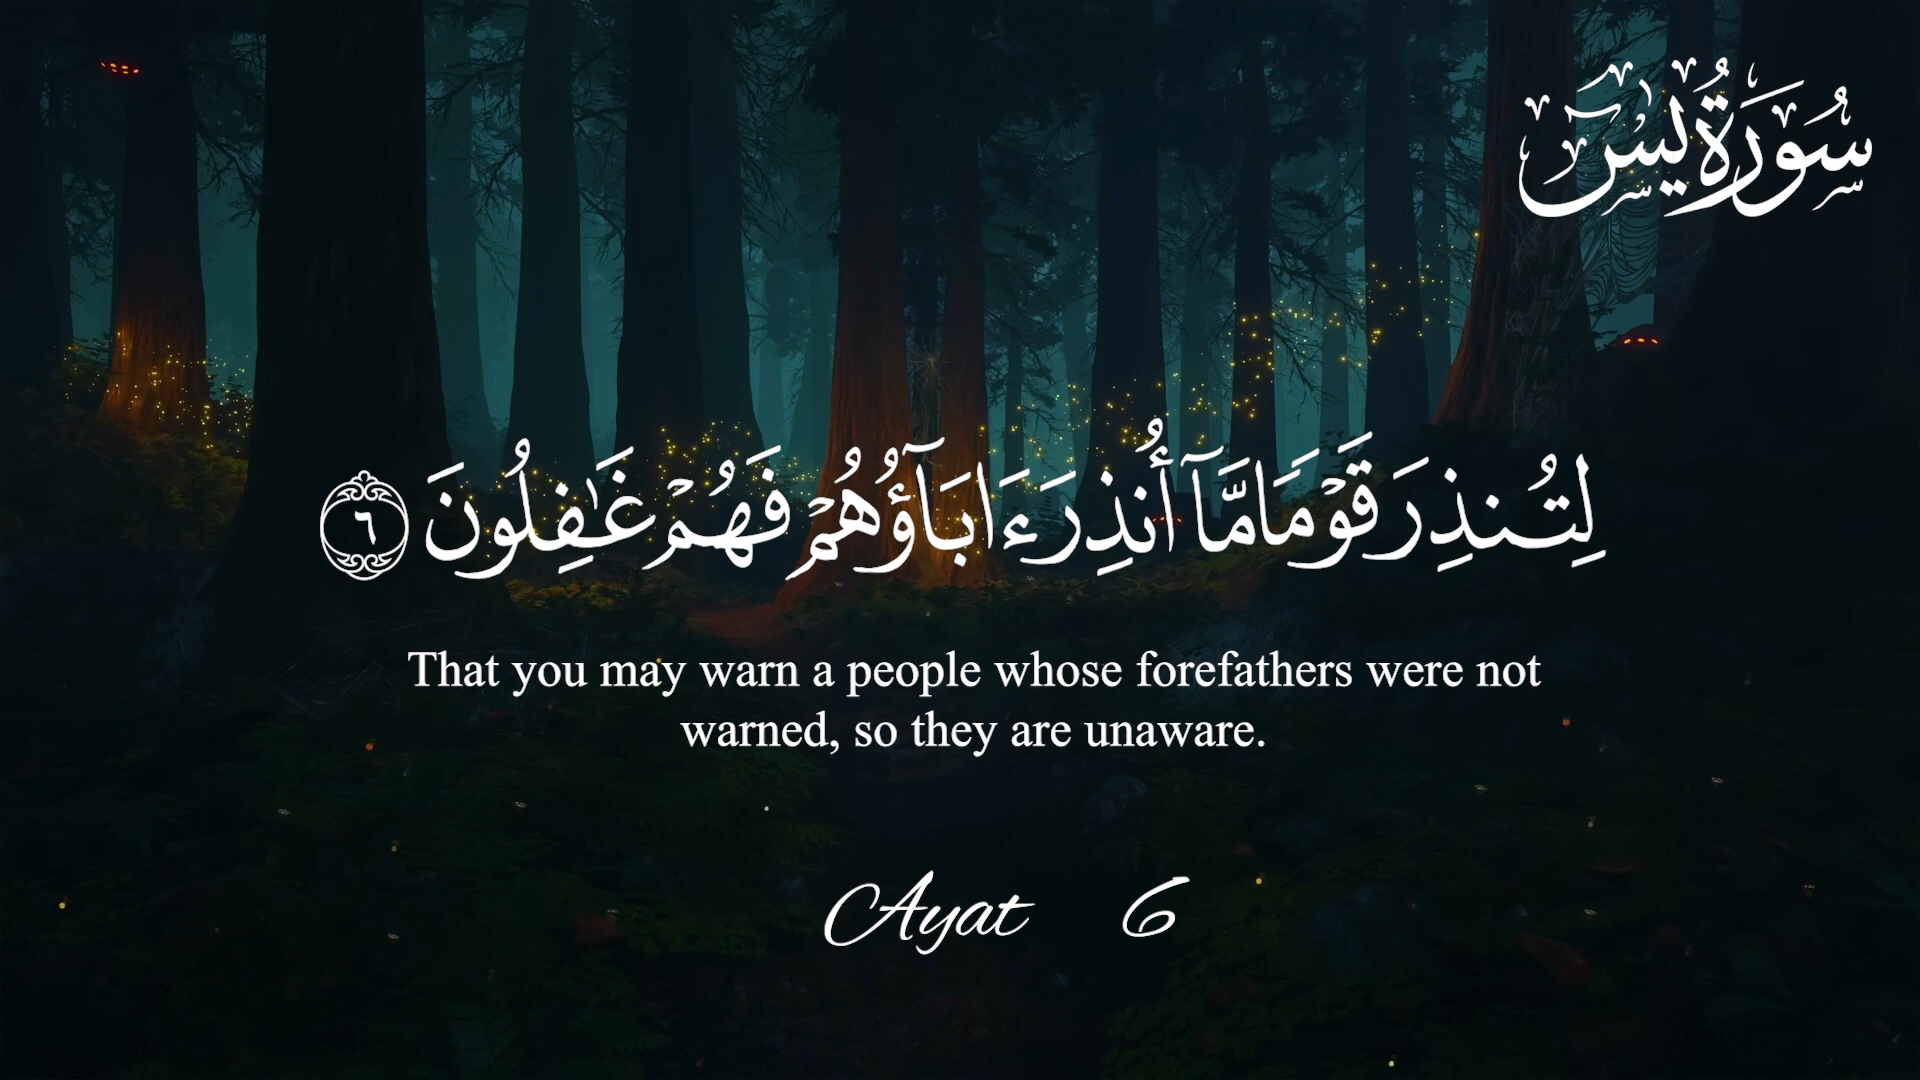 سُورَةُ يسٓ
لِتُنذِرَ قَوْمًا مَّآ أُنذِرَ ءَابَآؤُهُمْ فَهُمْ غَٰفِلُونَ ٦
That you may warn a people whose forefathers were not
warned, so they are unaware.
Ayat 6